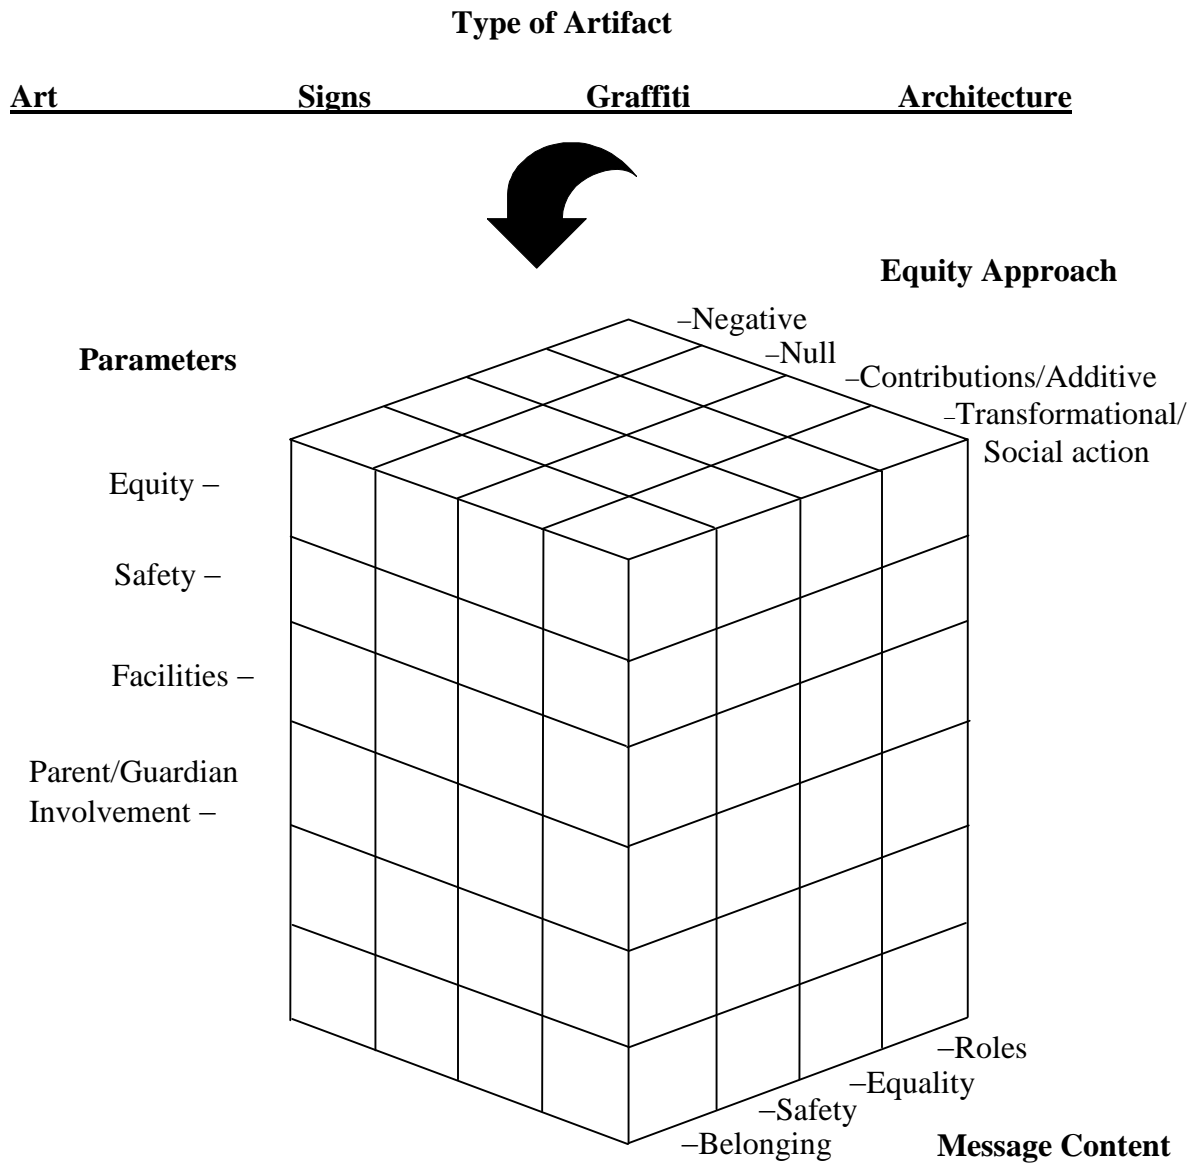 Type of Artifact
Art Signs Graffiti Architecture
Equity Approach
–Negative
–Null
Parameters
–Contributions/Additive
–Transformational/
Social action
Equity –
Safety –
Facilities –
Parent/Guardian
Involvement –
–Roles
–Equality
–Safety
–Belonging
Message Content